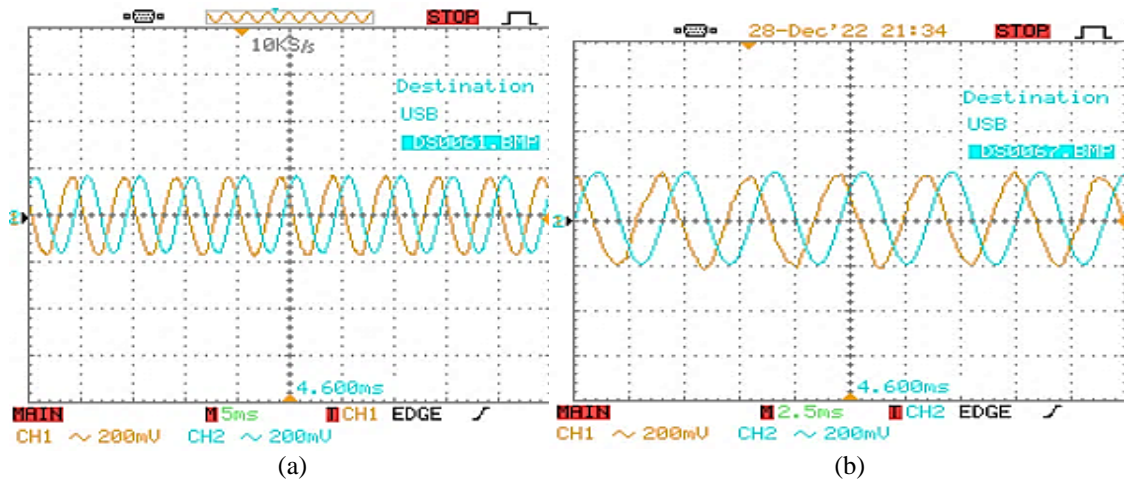 STOP
10KS/s
Destination
USB
DS0061.BMP
4.600ms
MAIN M 5ms T CH1 EDGE
CH1 ~ 200mV CH2 ~ 200mV
(a)
28-Dec'22 21:34 STOP
Destination
USB
DS0067.BMP
4.600ms
MAIN M 2.5ms T CH2 EDGE
CH1 ~ 200mV CH2 ~ 200mV
(b)